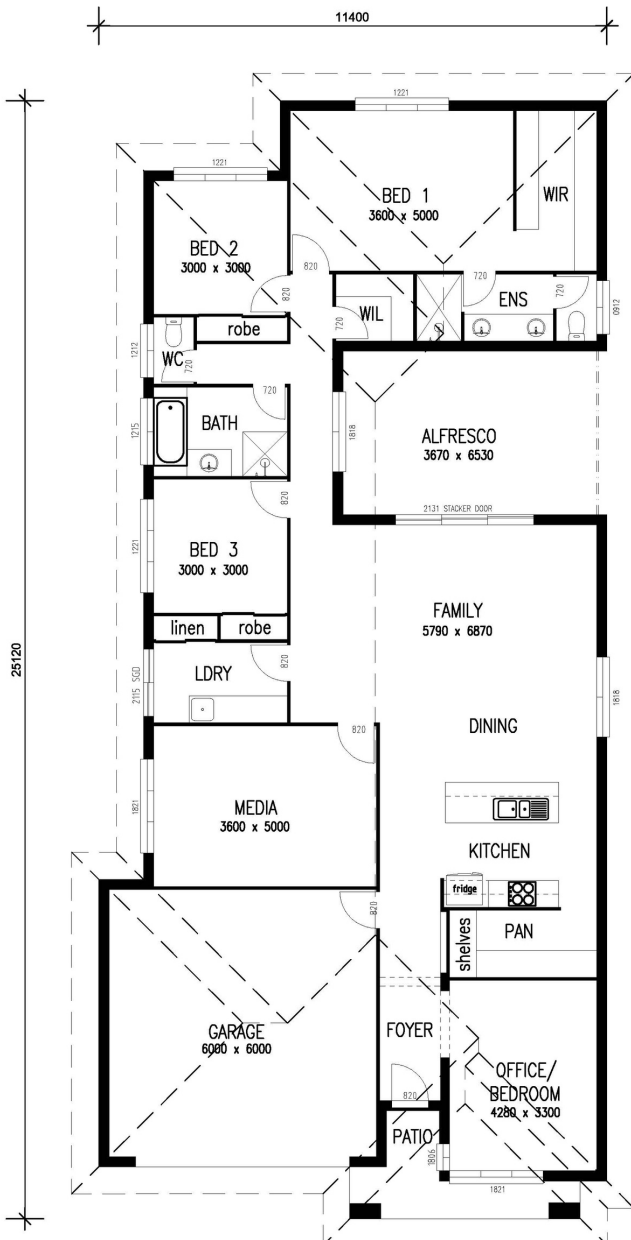 11400
25120
1221
BED 1
3600 x 5000
WIR
1221
BED 2
3000 x 3000
820
820
720
720
ENS
720
0912
WIL
robe
1212
WC
720
720
BATH
1215
1818
ALFRESCO
3670 x 6530
820
2131 STACKER DOOR
1221
BED 3
3000 x 3000
FAMILY
5790 x 6870
linen
robe
2115 SGD
LDRY
820
1818
DINING
820
1821
MEDIA
3600 x 5000
KITCHEN
fridge
820
shelves
PAN
GARAGE
6000 x 6000
FOYER
OFFICE/
BEDROOM
4280 x 3300
820
PATIO
1806
1821